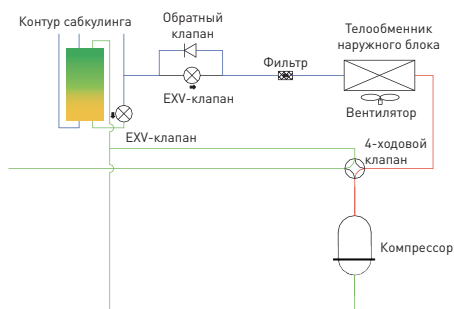 Контур сабкулинга
Обратный
клапан
EXV-клапан
Фильтр
Телообменник
наружного блока
Вентилятор
EXV-клапан
4-ходовой
клапан
Компрессор